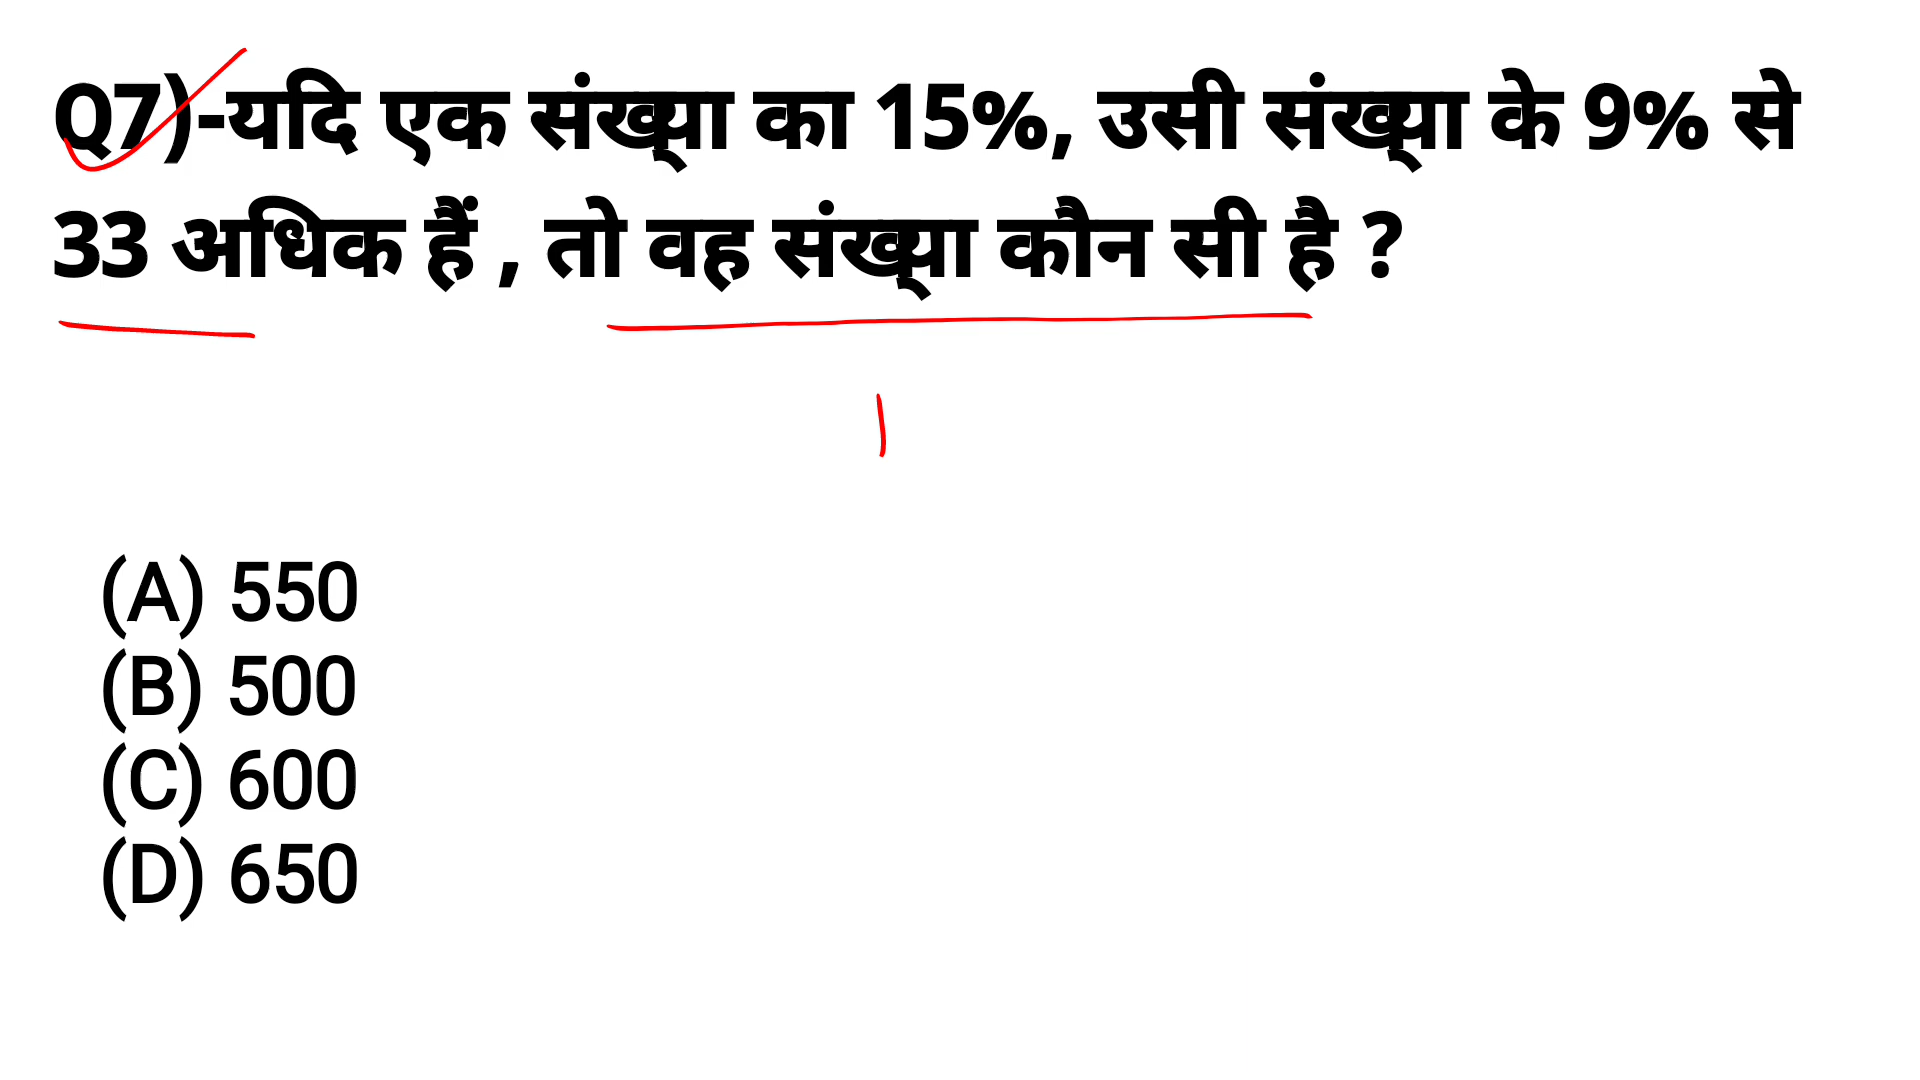 Q7)-यदि एक संख्या का 15%, उसी संख्या के 9% से
33 अधिक हैं , तो वह संख्या कौन सी है ?
(A) 550
(B) 500
(C) 600
(D) 650